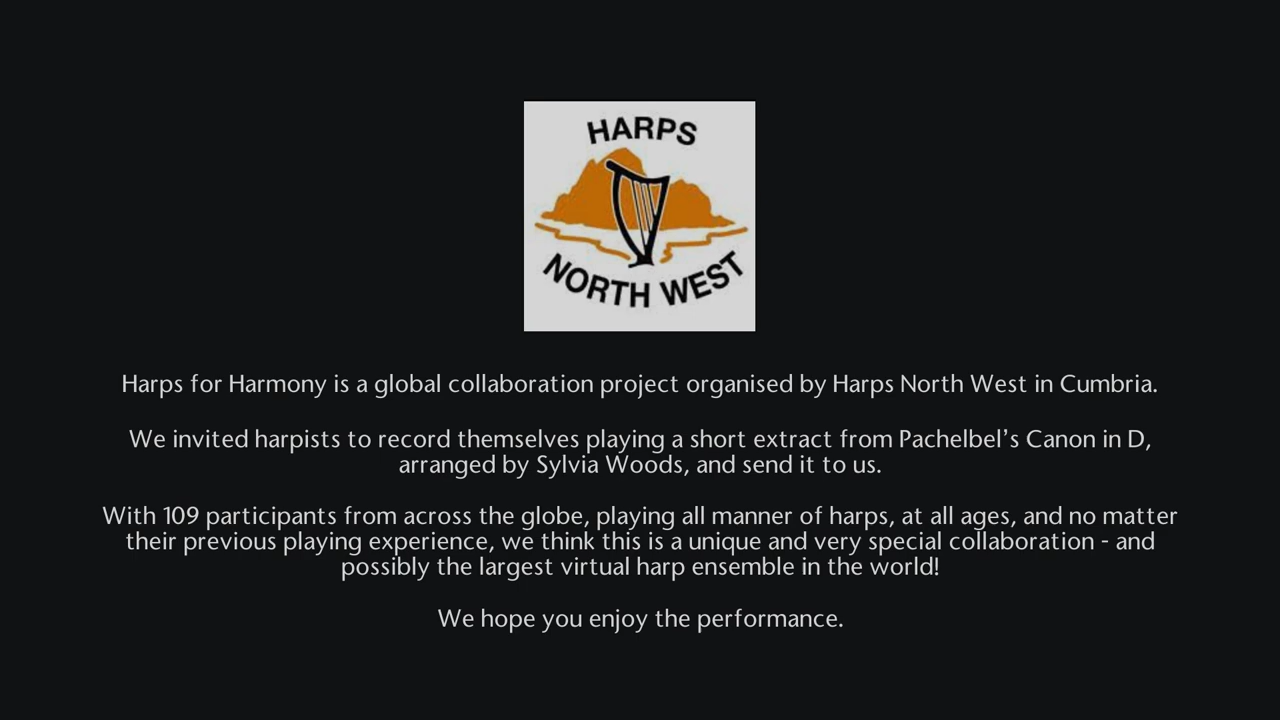 HARPS
NORTH WEST
Harps for Harmony is a global collaboration project organised by Harps North West in Cumbria.
We invited harpists to record themselves playing a short extract from Pachelbel's Canon in D,
arranged by Sylvia Woods, and send it to us.
With 109 participants from across the globe, playing all manner of harps, at all ages, and no matter
their previous playing experience, we think this is a unique and very special collaboration - and
possibly the largest virtual harp ensemble in the world!
We hope you enjoy the performance.